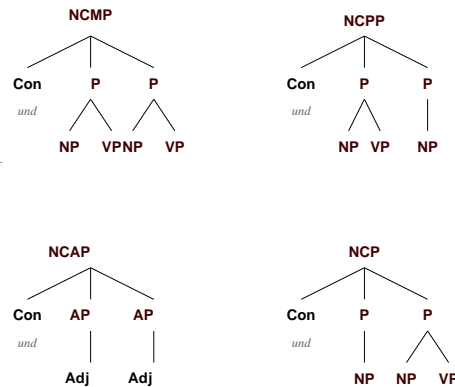 NCMP NCPP
Con P P Con P P
und und
NP VP NP VP NP VP NP
NCAP NCP
Con AP AP Con P P
und und
Adj Adj NP NP VP